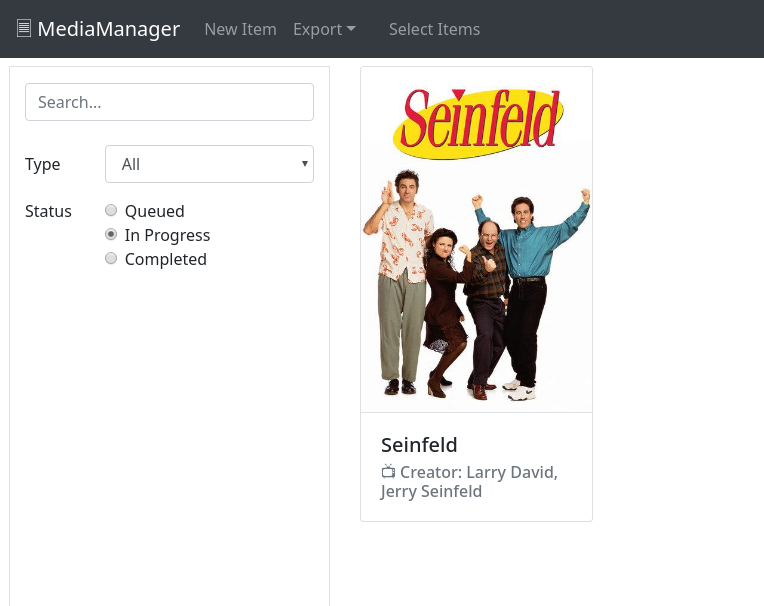 MediaManager New Item Export Select Items
Search...
Type All
Status Queued
In Progress
Completed
Seinfeld
Seinfeld
Creator: Larry David,
Jerry Seinfeld